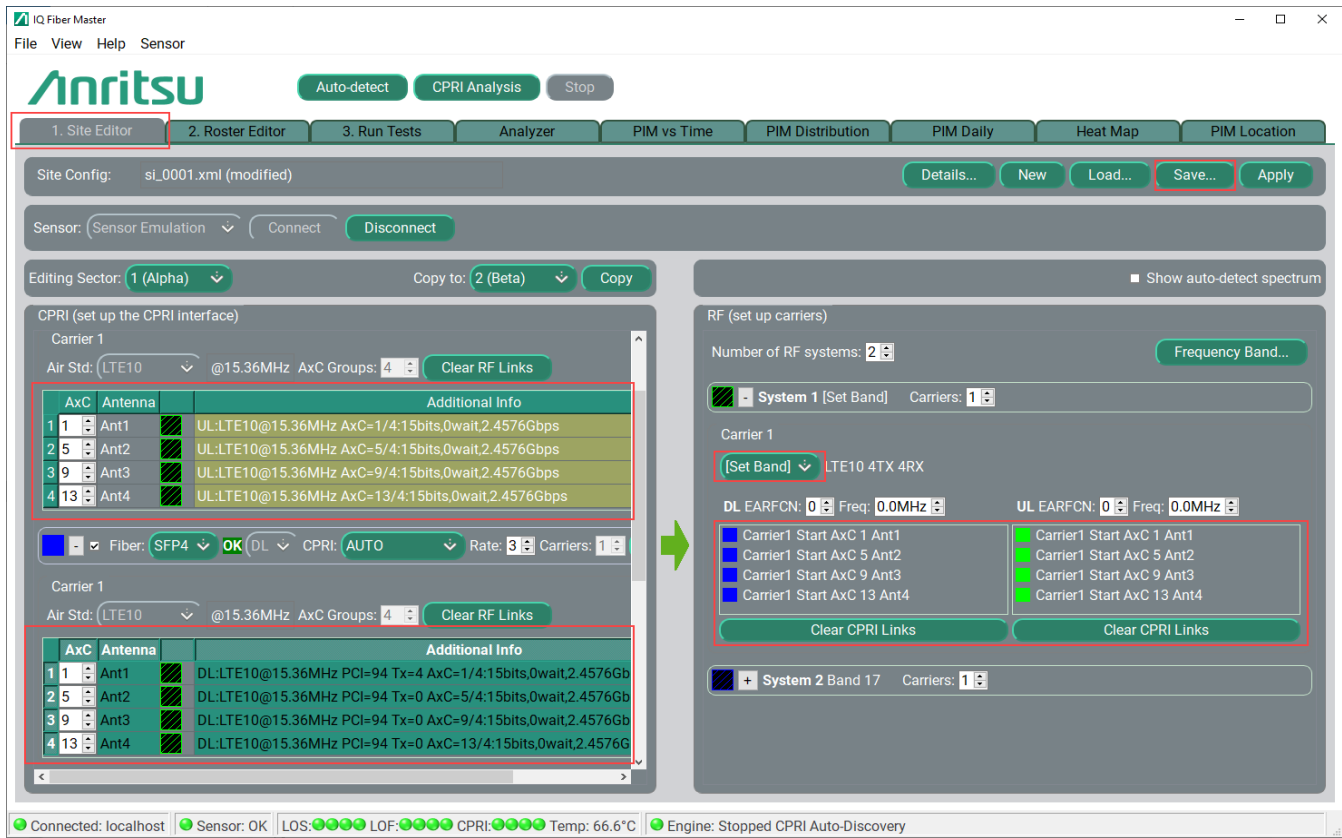 IQ Fiber Master
File View Help Sensor
Anritsu
Auto-detect CPRI Analysis Stop
1. Site Editor 2. Roster Editor 3. Run Tests Analyzer PIM vs Time PIM Distribution PIM Daily Heat Map PIM Location
Site Config: si_0001.xml (modified) Details... New Load... Save... Apply
Sensor: Sensor Emulation Connect Disconnect
Editing Sector: 1 (Alpha) Copy to: 2 (Beta) Copy
Show auto-detect spectrum
CPRI (set up the CPRI interface)
Carrier 1
Air Std: LTE10 @15.36MHz AxC Groups: 4 Clear RF Links
AxC Antenna Additional Info
1 1 Ant1 UL:LTE10@15.36MHz AxC=1/4:15bits,0wait,2.4576Gbps
2 5 Ant2 UL:LTE10@15.36MHz AxC=5/4:15bits,0wait,2.4576Gbps
3 9 Ant3 UL:LTE10@15.36MHz AxC=9/4:15bits,0wait,2.4576Gbps
4 13 Ant4 UL:LTE10@15.36MHz AxC=13/4:15bits,0wait,2.4576Gbps
- Fiber: SFP4 OK DL CPRI: AUTO Rate: 3 Carriers: 1
Carrier 1
Air Std: LTE10 @15.36MHz AxC Groups: 4 Clear RF Links
AxC Antenna Additional Info
1 1 Ant1 DL:LTE10@15.36MHz PCI=94 Tx=4 AxC=1/4:15bits,0wait,2.4576Gb
2 5 Ant2 DL:LTE10@15.36MHz PCI=94 Tx=0 AxC=5/4:15bits,0wait,2.4576Gb
3 9 Ant3 DL:LTE10@15.36MHz PCI=94 Tx=0 AxC=9/4:15bits,0wait,2.4576Gb
4 13 Ant4 DL:LTE10@15.36MHz PCI=94 Tx=0 AxC=13/4:15bits,0wait,2.4576G
RF (set up carriers)
Number of RF systems: 2 Frequency Band...
- System 1 [Set Band] Carriers: 1
Carrier 1
[Set Band] LTE10 4TX 4RX
DL EARFCN: 0 Freq: 0.0MHz UL EARFCN: 0 Freq: 0.0MHz
Carrier1 Start AxC 1 Ant1 Carrier1 Start AxC 1 Ant1
Carrier1 Start AxC 5 Ant2 Carrier1 Start AxC 5 Ant2
Carrier1 Start AxC 9 Ant3 Carrier1 Start AxC 9 Ant3
Carrier1 Start AxC 13 Ant4 Carrier1 Start AxC 13 Ant4
Clear CPRI Links Clear CPRI Links
+ System 2 Band 17 Carriers: 1
Connected: localhost Sensor: OK LOS: LOF: CPRI: Temp: 66.6°C Engine: Stopped CPRI Auto-Discovery